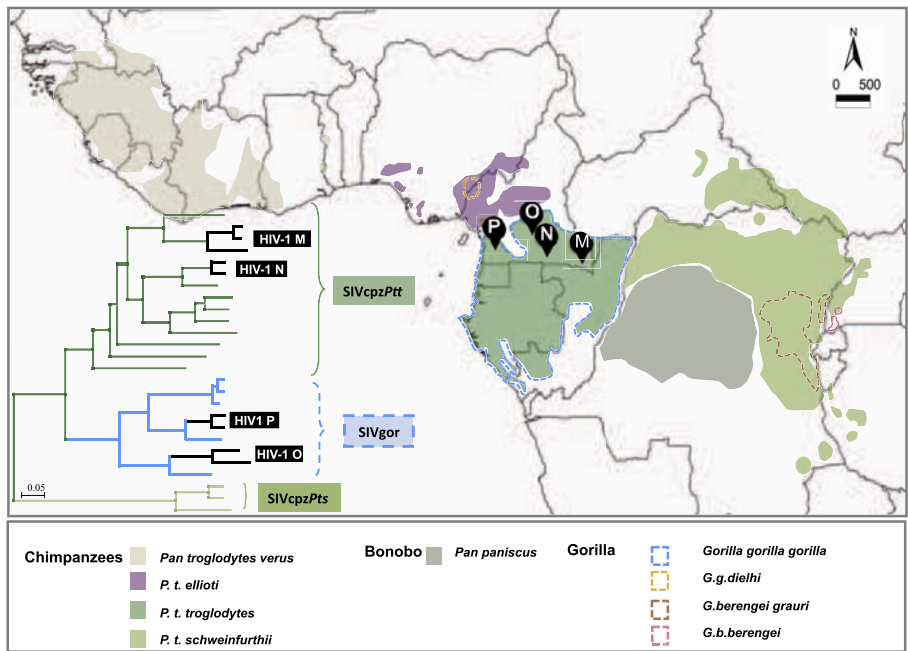 N
0 500
P
O
N
M
HIV-1 M
HIV-1 N
SIVcpzPtt
HIV1 P
SIVgor
HIV-1 O
0.05
SIVcpzPts
Chimpanzees
Pan troglodytes verus
P. t. ellioti
P. t. troglodytes
P. t. schweinfurthii
Bonobo
Pan paniscus
Gorilla
Gorilla gorilla gorilla
G.g.dielhi
G.berengei grauri
G.b.berengei